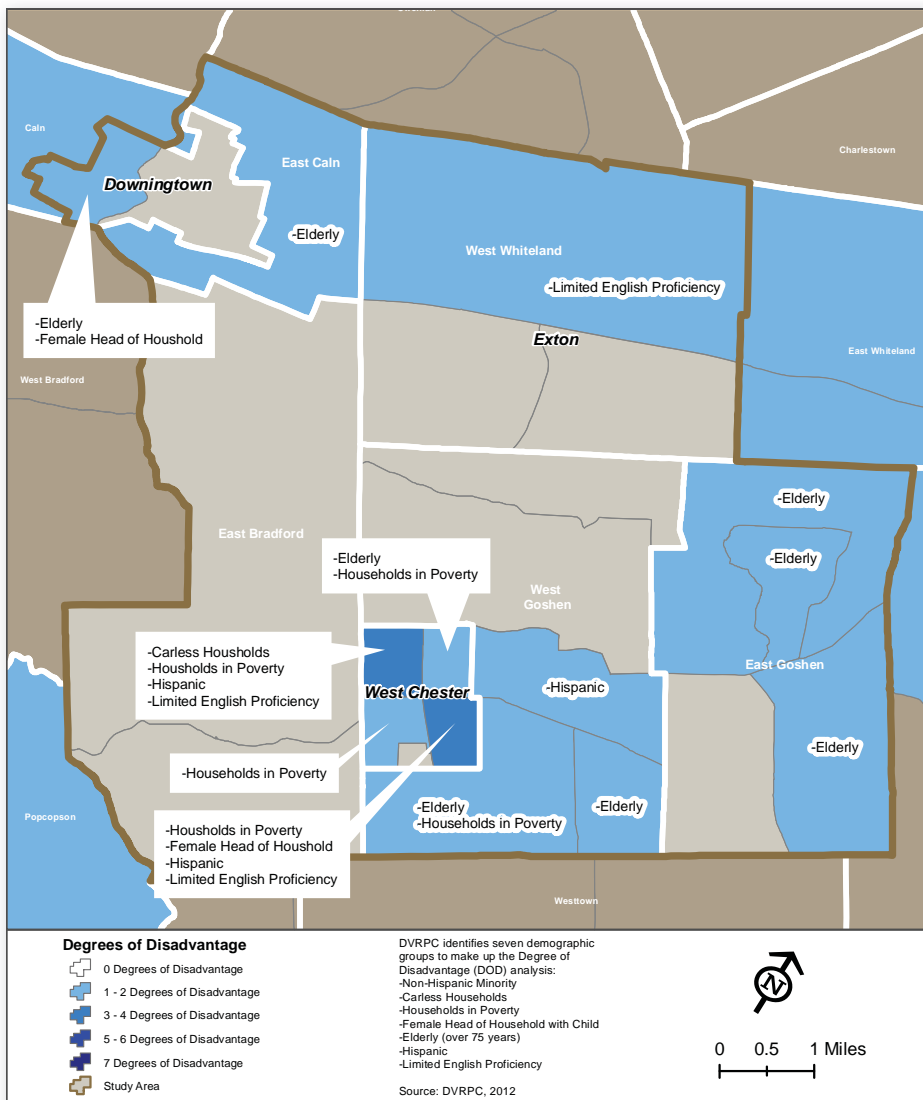 Caln
East Caln
Charlestown
Downingtown
-Elderly
West Whiteland
-Limited English Proficiency
-Elderly
-Female Head of Houshold
Exton
East Whiteland
West Bradford
-Elderly
East Bradford
-Elderly
-Households in Poverty
-Elderly
West
Goshen
-Carless Housholds
-Housholds in Poverty
-Hispanic
-Limited English Proficiency
East Goshen
West Chester
-Hispanic
-Elderly
-Households in Poverty
-Elderly
-Households in Poverty
-Elderly
Popcopson
-Housholds in Poverty
-Female Head of Houshold
-Hispanic
-Limited English Proficiency
Westtown
Degrees of Disadvantage
0 Degrees of Disadvantage
1 - 2 Degrees of Disadvantage
3 - 4 Degrees of Disadvantage
5 - 6 Degrees of Disadvantage
7 Degrees of Disadvantage
Study Area
DVRPC identifies seven demographic
groups to make up the Degree of
Disadvantage (DOD) analysis:
-Non-Hispanic Minority
-Carless Households
-Households in Poverty
-Female Head of Household with Child
-Elderly (over 75 years)
-Hispanic
-Limited English Proficiency
Source: DVRPC, 2012
N
0 0.5 1 Miles